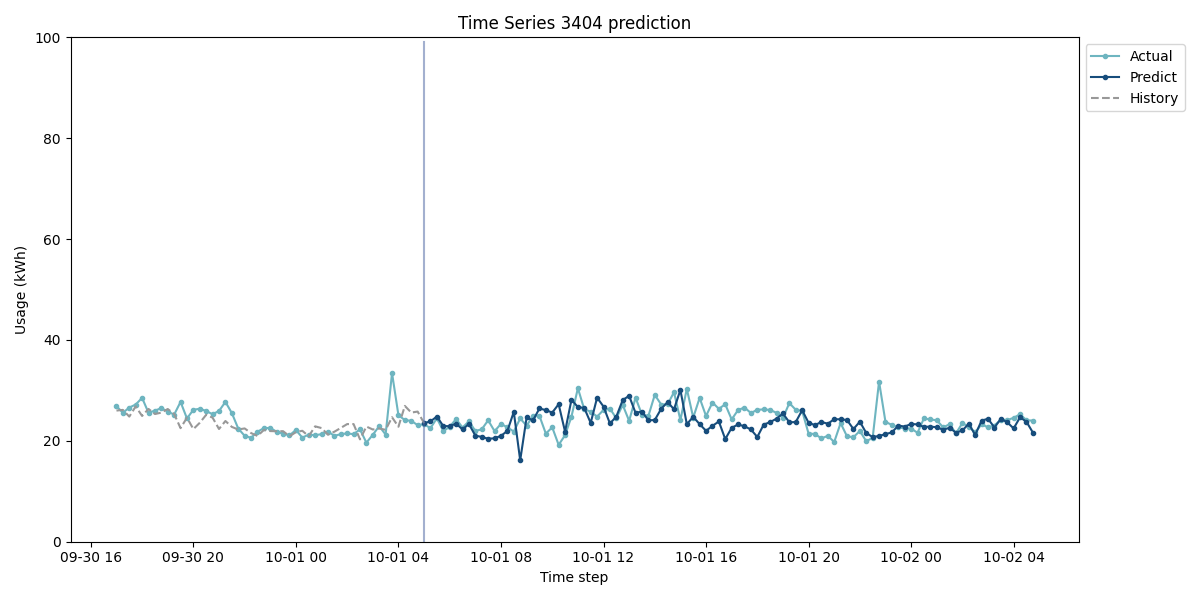 Time Series 3404 prediction
100
80
60
40
20
0
Usage (kWh)
09-30 16 09-30 20 10-01 00 10-01 04 10-01 08 10-01 12 10-01 16 10-01 20 10-02 00 10-02 04
Time step
Actual
Predict
History